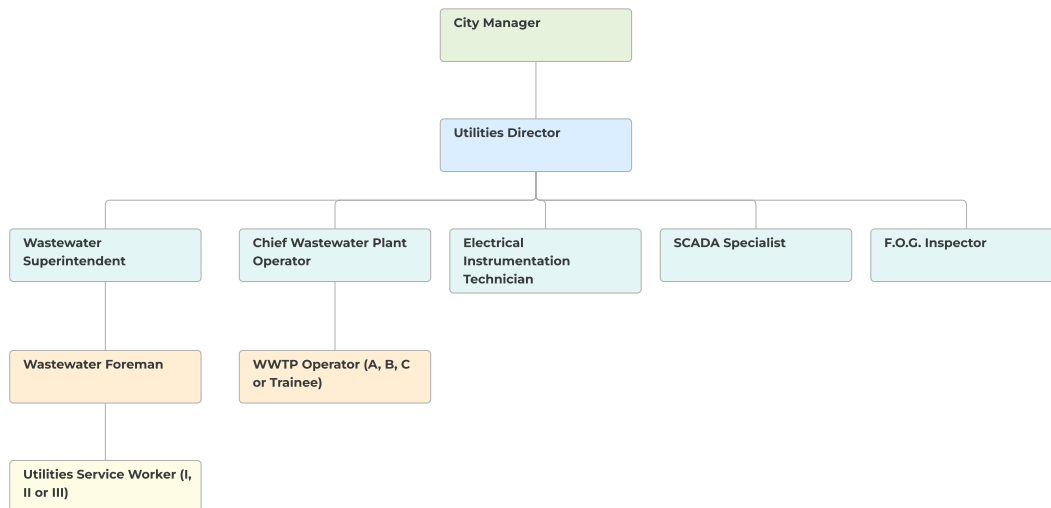 City Manager
Utilities Director
Wastewater
Superintendent
Chief Wastewater Plant
Operator
Electrical
Instrumentation
Technician
SCADA Specialist
F.O.G. Inspector
Wastewater Foreman
WWTP Operator (A, B, C
or Trainee)
Utilities Service Worker (I,
II or III)